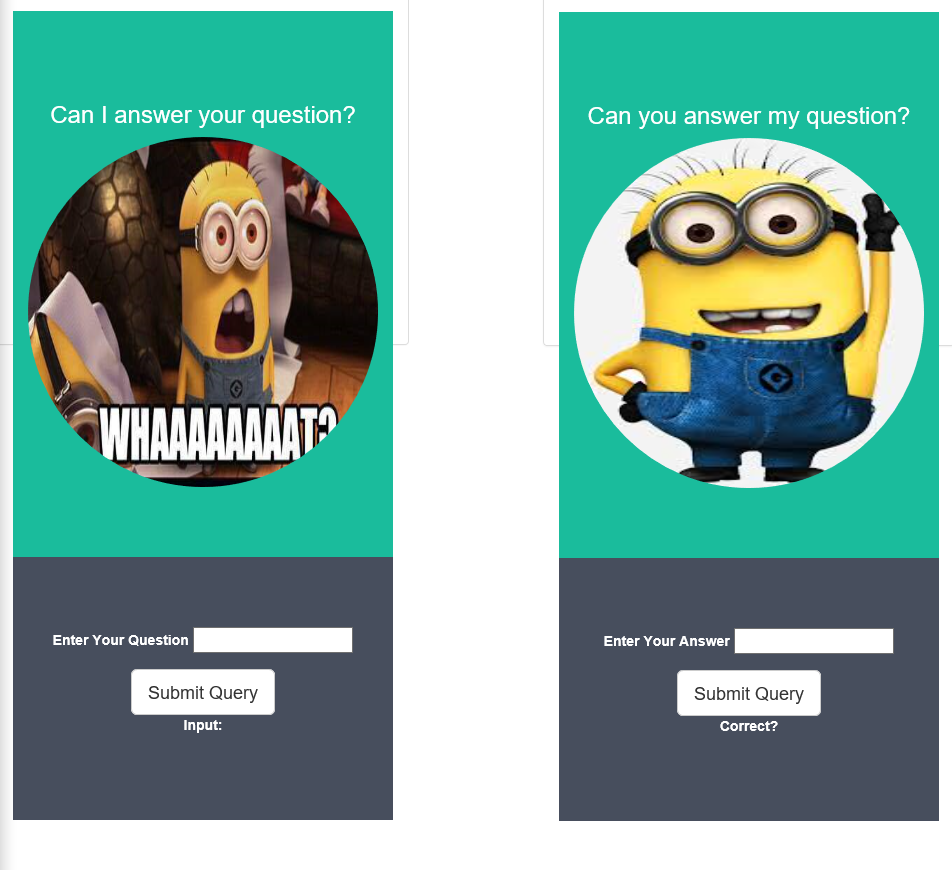 Can I answer your question?
WHAAAAAAAAT?
Enter Your Question
Submit Query
Input:
Can you answer my question?
G
Enter Your Answer
Submit Query
Correct?